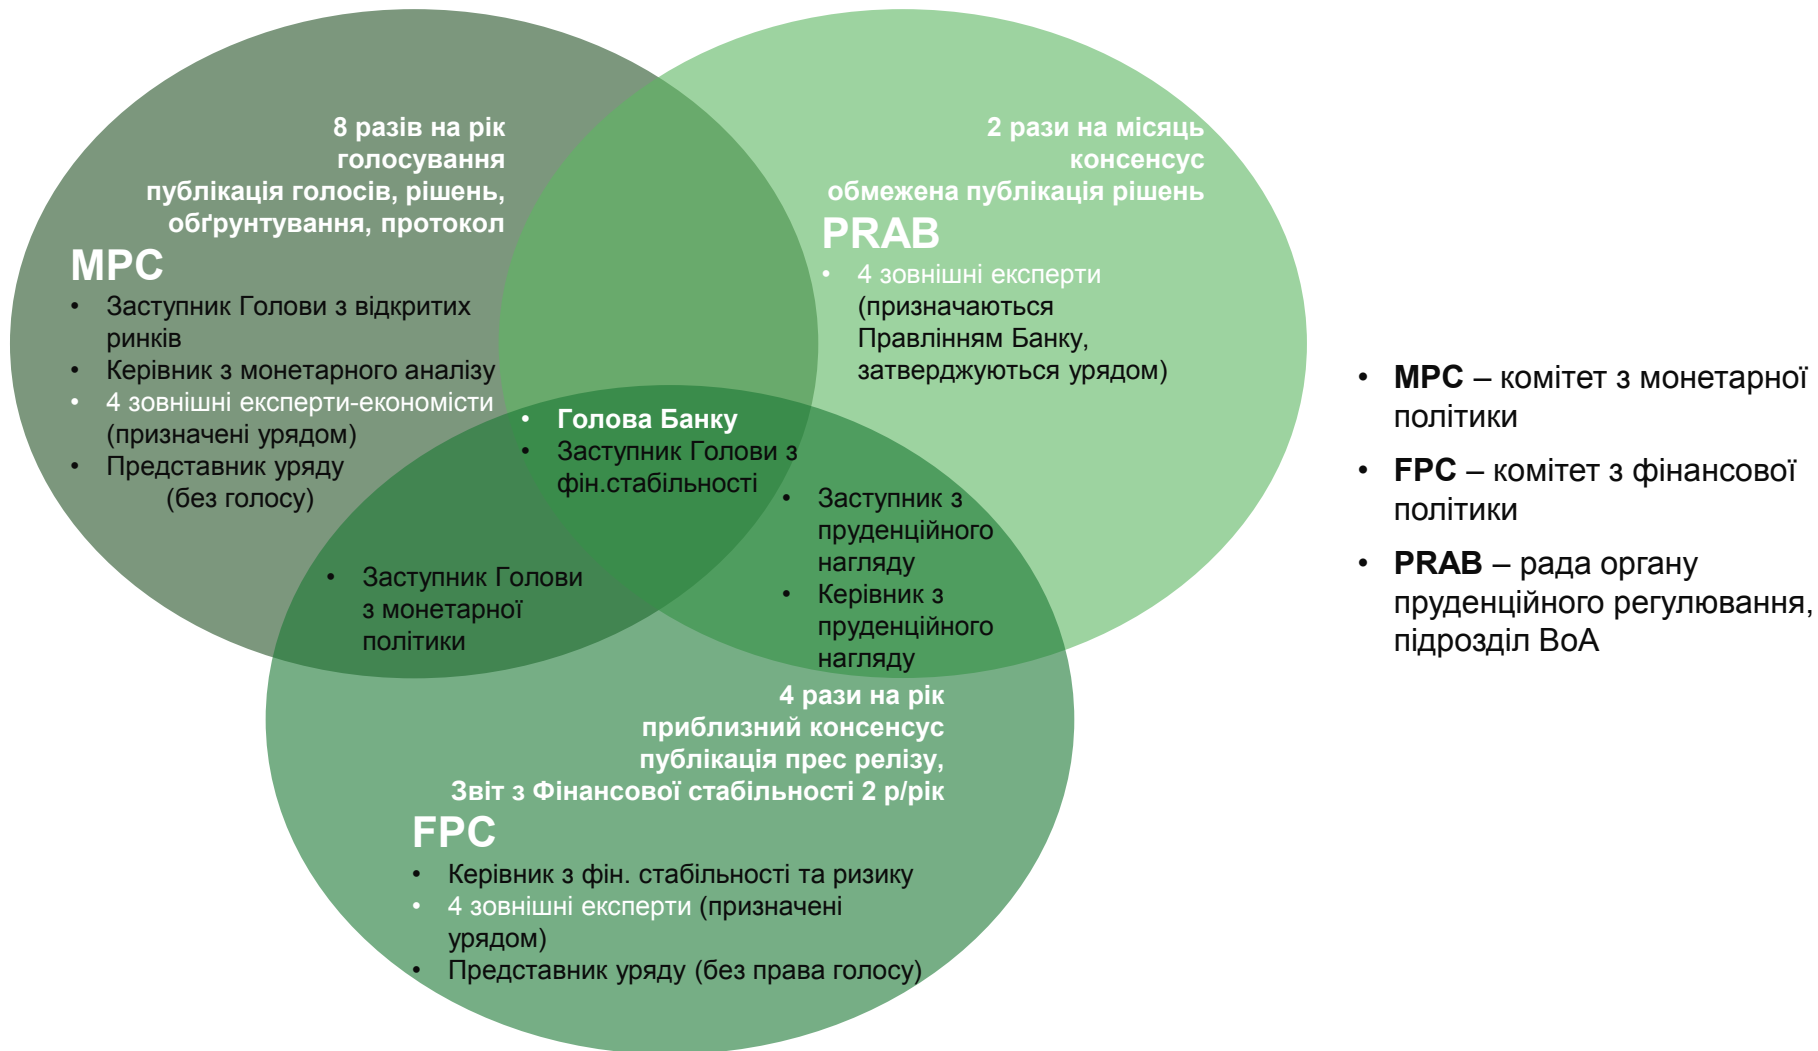 8 разів на рік
голосування
публікація голосів, рішень,
обґрунтування, протокол
MPC
• Заступник Голови з відкритих
ринків
• Керівник з монетарного аналізу
• 4 зовнішні експерти-економісти
(призначені урядом)
• Представник уряду
(без голосу)
2 рази на місяць
консенсус
обмежена публікація рішень
PRAB
• 4 зовнішні експерти
(призначаються
Правлінням Банку,
затверджуються урядом)
• Голова Банку
• Заступник Голови з
фін.стабільності
• Заступник з
пруденційного
нагляду
• Керівник з
пруденційного
нагляду
• Заступник Голови
з монетарної
політики
4 рази на рік
приблизний консенсус
публікація прес релізу,
Звіт з Фінансової стабільності 2 р/рік
FPC
• Керівник з фін. стабільності та ризику
• 4 зовнішні експерти (призначені
урядом)
• Представник уряду (без права голосу)
• MPC – комітет з монетарної
політики
• FPC – комітет з фінансової
політики
• PRAB – рада органу
пруденційного регулювання,
підрозділ BoA